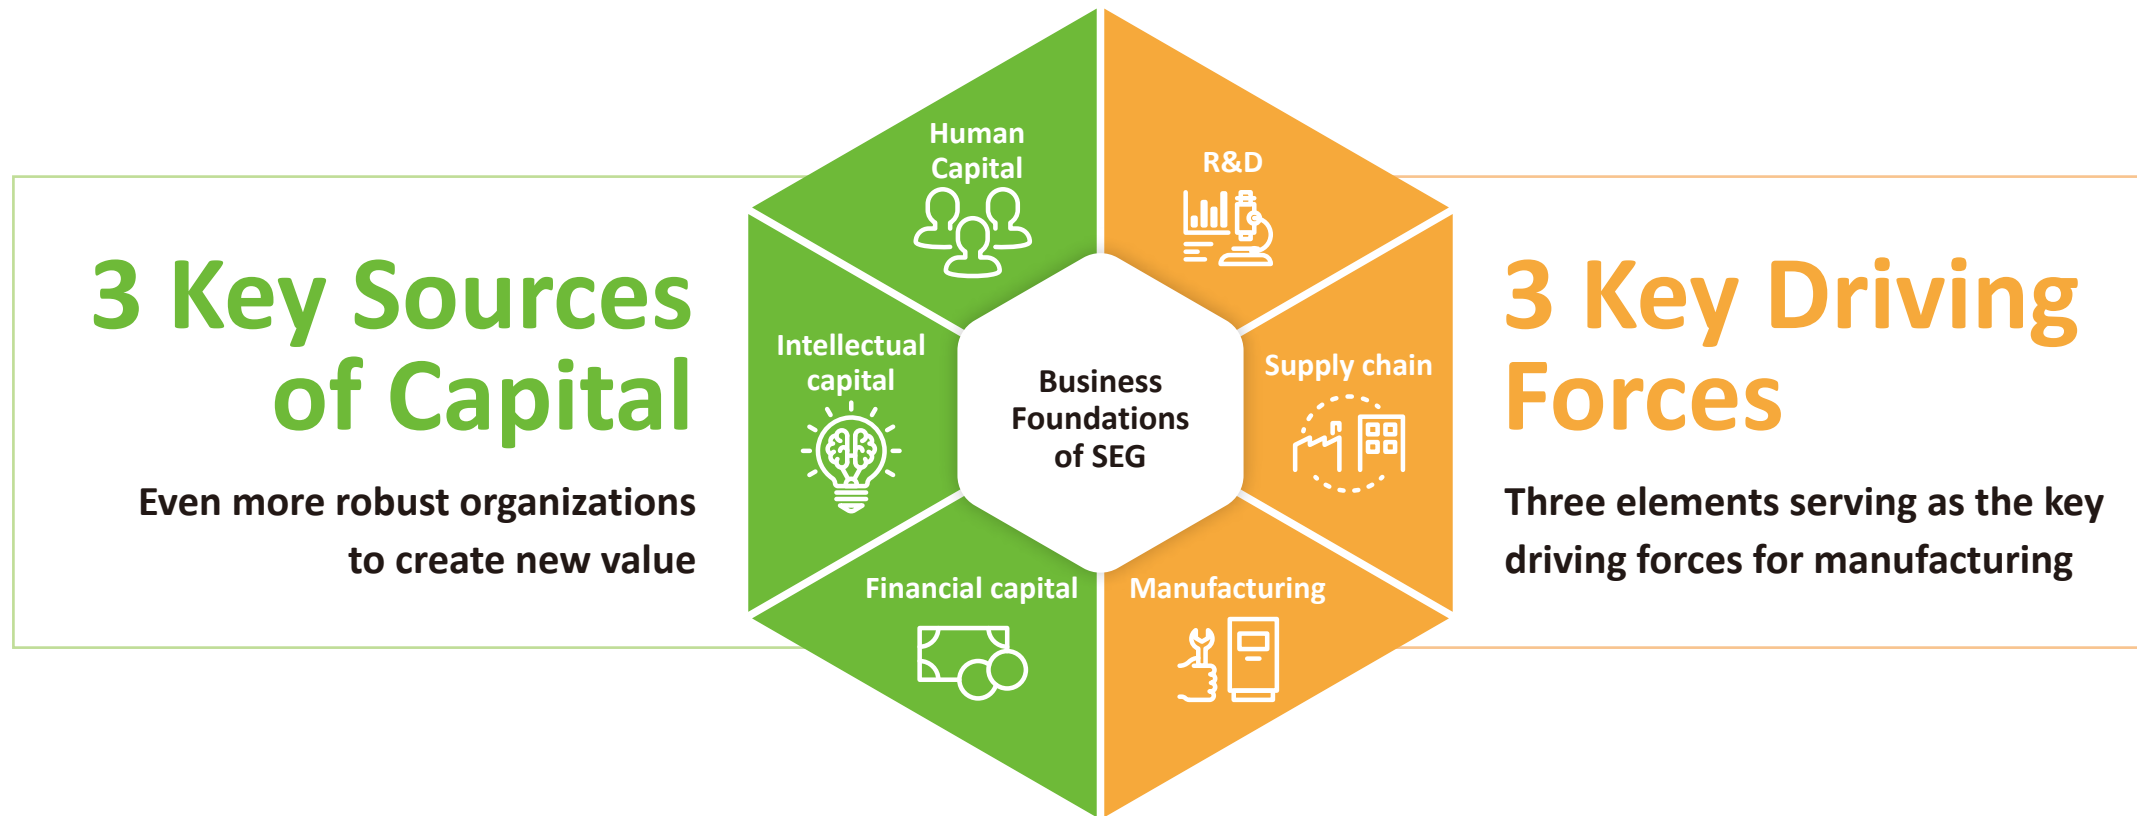 3 Key Sources
of Capital
Even more robust organizations
to create new value
Human
Capital
Intellectual
capital
Financial capital
Business
Foundations
of SEG
R&D
Supply chain
Manufacturing
3 Key Driving
Forces
Three elements serving as the key
driving forces for manufacturing